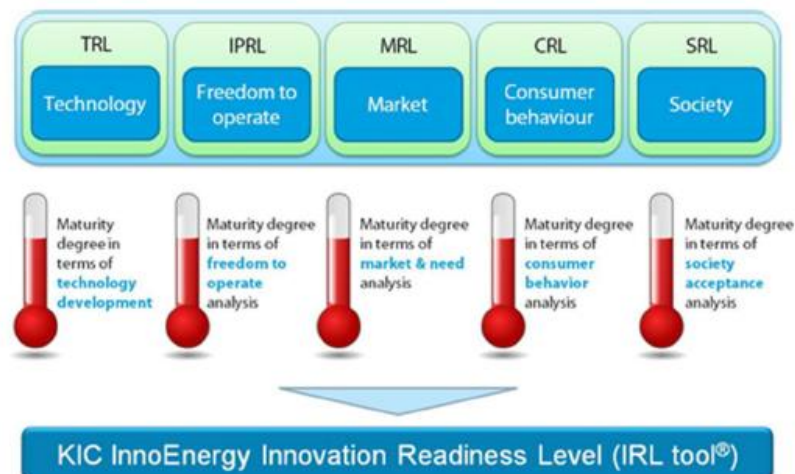 TRL
Technology
IPRL
Freedom to
operate
MRL
Market
CRL
Consumer
behaviour
SRL
Society
Maturity
degree in
terms of
technology
development
Maturity degree
in terms of
freedom to
operate
analysis
Maturity degree
in terms of
market & need
analysis
Maturity degree
in terms of
consumer
behavior
analysis
Maturity degree
in terms of
society
acceptance
analysis
KIC InnoEnergy Innovation Readiness Level (IRL tool®)